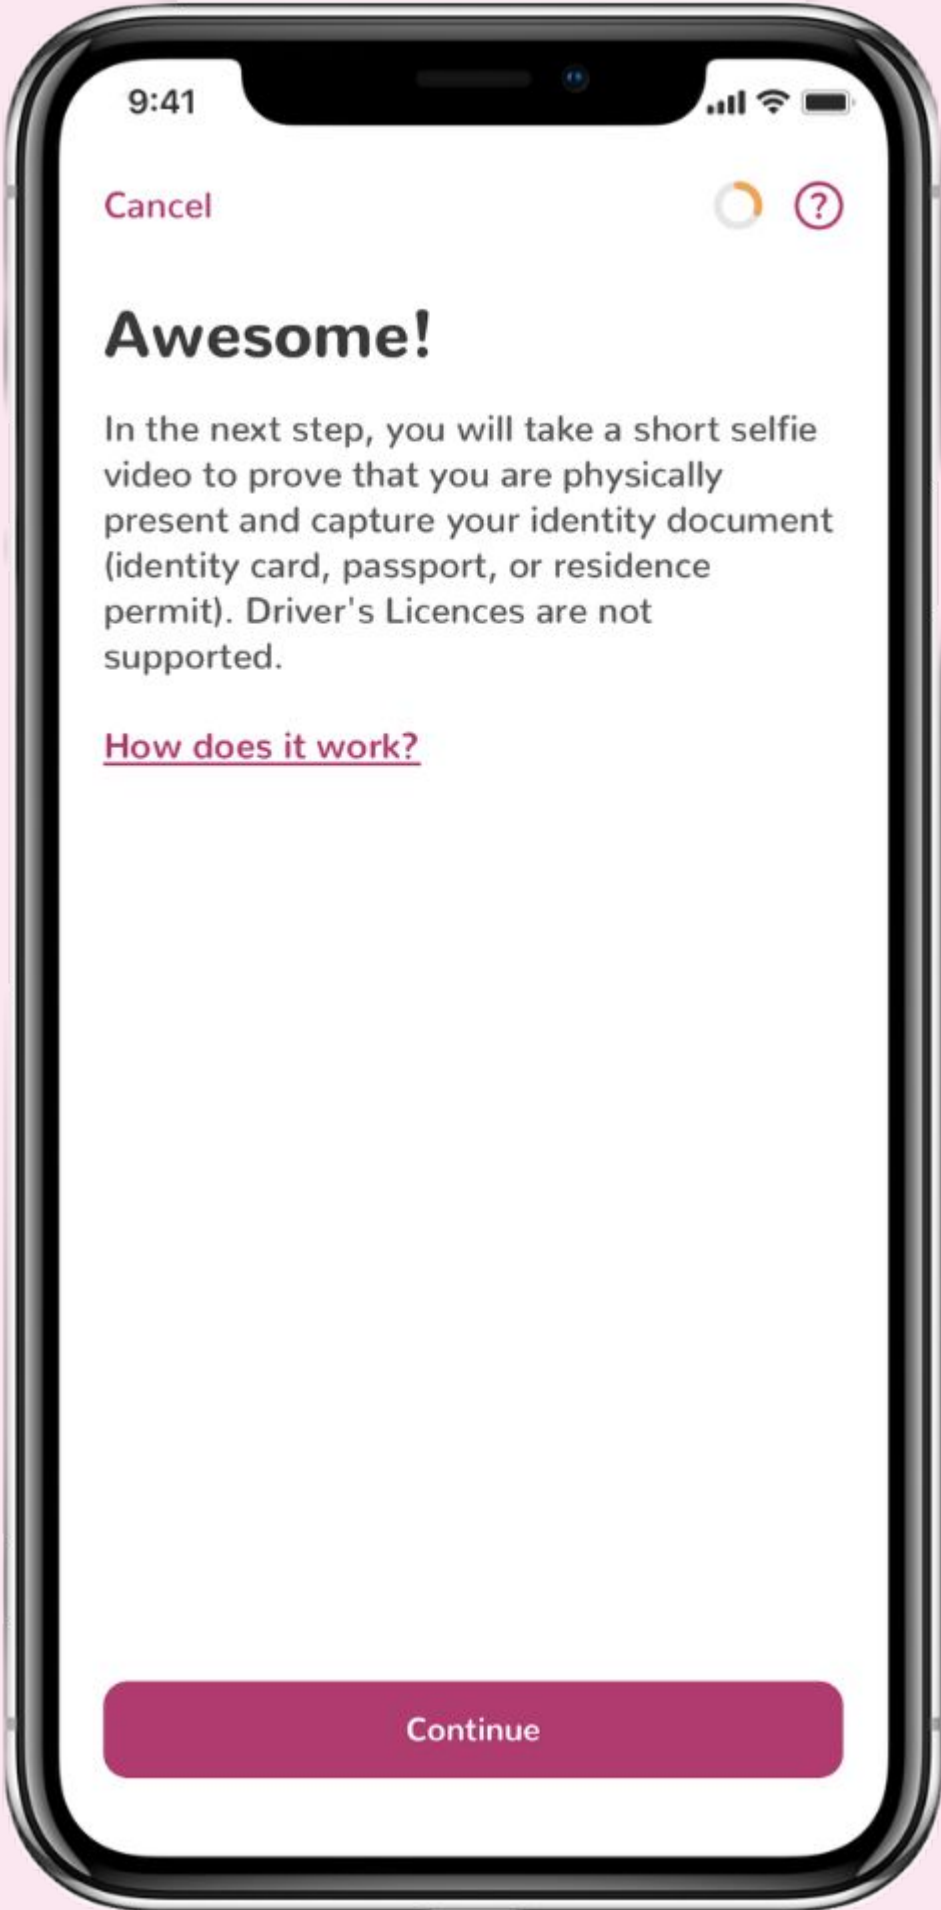 9:41
Cancel
?
Awesome!
In the next step, you will take a short selfie
video to prove that you are physically
present and capture your identity document
(identity card, passport, or residence
permit). Driver's Licences are not
supported.
How does it work?
Continue